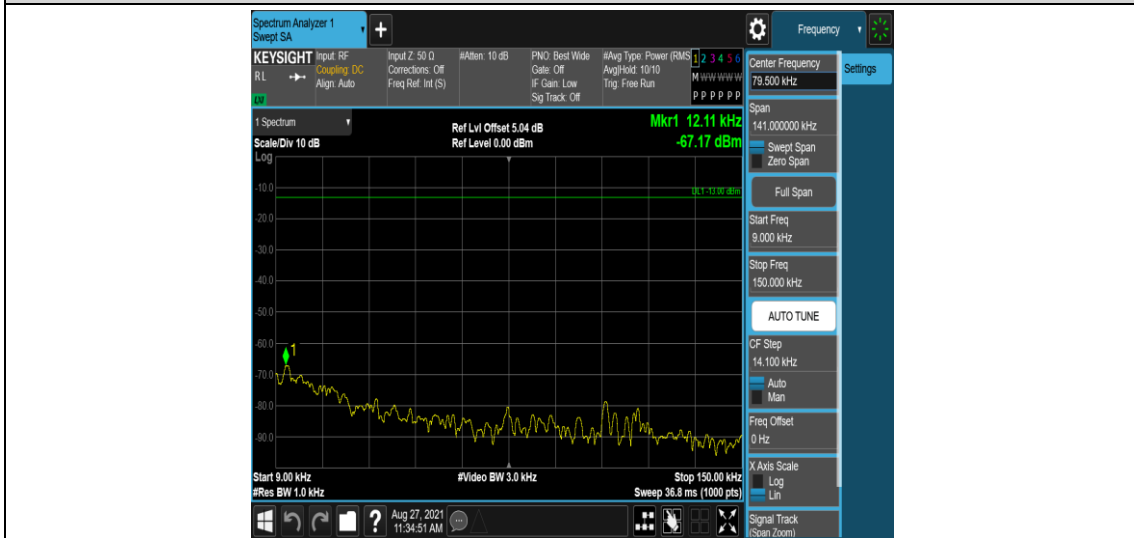 Spectrum Analyzer 1
Swept SA
+
Frequency
KEYSIGHT
RL
LXI
Input: RF
Coupling: DC
Align: Auto
Input Z: 50 Ω
Corrections: Off
Freq Ref: Int (S)
#Atten: 10 dB
PNO: Best Wide
Gate: Off
IF Gain: Low
Sig Track: Off
#Avg Type: Power (RMS
Avg|Hold: 10/10
Trig: Free Run
1 2 3 4 5 6
M W W W W W
P P P P P P
1 Spectrum
Scale/Div 10 dB
Ref Lvl Offset 5.04 dB
Ref Level 0.00 dBm
Mkr1 12.11 kHz
-67.17 dBm
Log
DL1 -13.00 dBm
-10.0
-20.0
-30.0
-40.0
-50.0
-60.0
-70.0
-80.0
-90.0
1
Start 9.00 kHz
#Res BW 1.0 kHz
#Video BW 3.0 kHz
Stop 150.00 kHz
Sweep 36.8 ms (1000 pts)
?
Aug 27, 2021
11:34:51 AM
Center Frequency
79.500 kHz
Span
141.000000 kHz
Swept Span
Zero Span
Full Span
Start Freq
9.000 kHz
Stop Freq
150.000 kHz
AUTO TUNE
CF Step
14.100 kHz
Auto
Man
Freq Offset
0 Hz
X Axis Scale
Log
Lin
Signal Track
(Span Zoom)
Settings